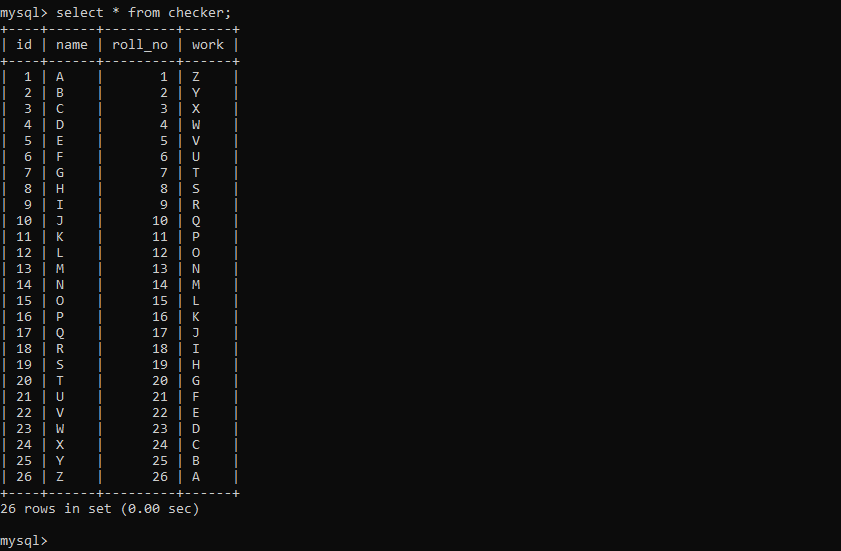 mysql> select * from checker;
+----+------+---------+------+
| id | name | roll_no | work |
+----+------+---------+------+
|  1 | A    |       1 | Z    |
|  2 | B    |       2 | Y    |
|  3 | C    |       3 | X    |
|  4 | D    |       4 | W    |
|  5 | E    |       5 | V    |
|  6 | F    |       6 | U    |
|  7 | G    |       7 | T    |
|  8 | H    |       8 | S    |
|  9 | I    |       9 | R    |
| 10 | J    |      10 | Q    |
| 11 | K    |      11 | P    |
| 12 | L    |      12 | O    |
| 13 | M    |      13 | N    |
| 14 | N    |      14 | M    |
| 15 | O    |      15 | L    |
| 16 | P    |      16 | K    |
| 17 | Q    |      17 | J    |
| 18 | R    |      18 | I    |
| 19 | S    |      19 | H    |
| 20 | T    |      20 | G    |
| 21 | U    |      21 | F    |
| 22 | V    |      22 | E    |
| 23 | W    |      23 | D    |
| 24 | X    |      24 | C    |
| 25 | Y    |      25 | B    |
| 26 | Z    |      26 | A    |
+----+------+---------+------+
26 rows in set (0.00 sec)
mysql>